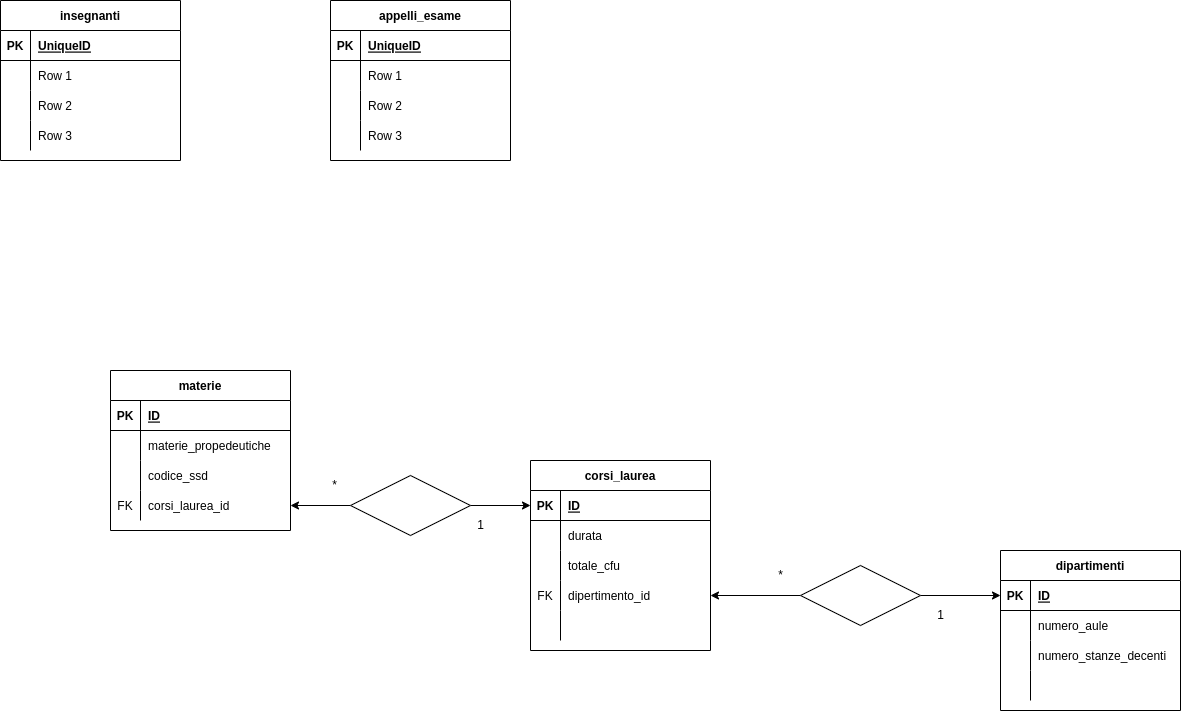 insegnanti
PK UniqueID
Row 1
Row 2
Row 3
appelli_esame
PK UniqueID
Row 1
Row 2
Row 3
materie
PK ID
materie_propedeutiche
codice_ssd
FK corsi_laurea_id
*
1
corsi_laurea
PK ID
durata
totale_cfu
FK dipertimento_id
*
1
dipartimenti
PK ID
numero_aule
numero_stanze_decenti